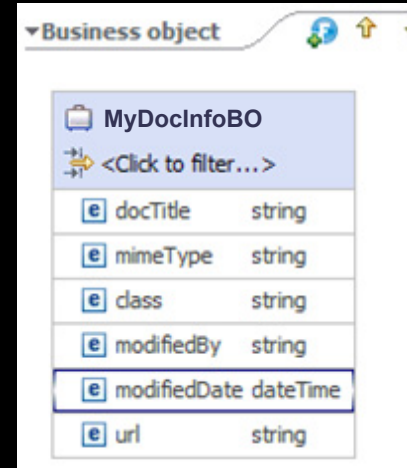 Business object
MyDocInfoBO
<Click to filter...>
e docTitle string
e mimeType string
e class string
e modifiedBy string
e modifiedDate dateTime
e url string